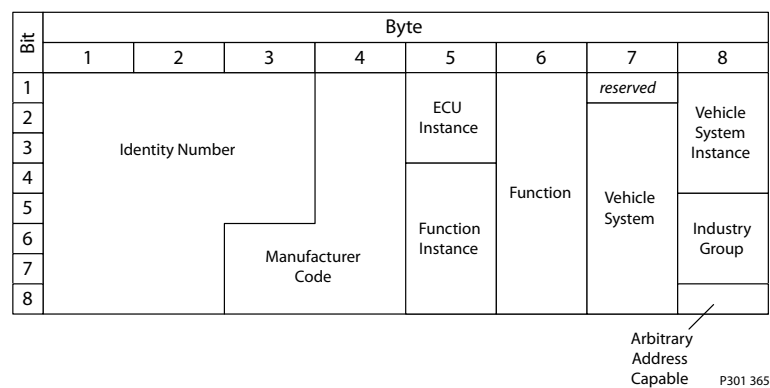 Byte
Bit
1 2 3 4 5 6 7 8
1
2
3
4
5
6
7
8
Identity Number
Manufacturer
Code
ECU
Instance
Function
Instance
Function
reserved
Vehicle
System
Vehicle
System
Instance
Industry
Group
Arbitrary
Address
Capable
P301 365